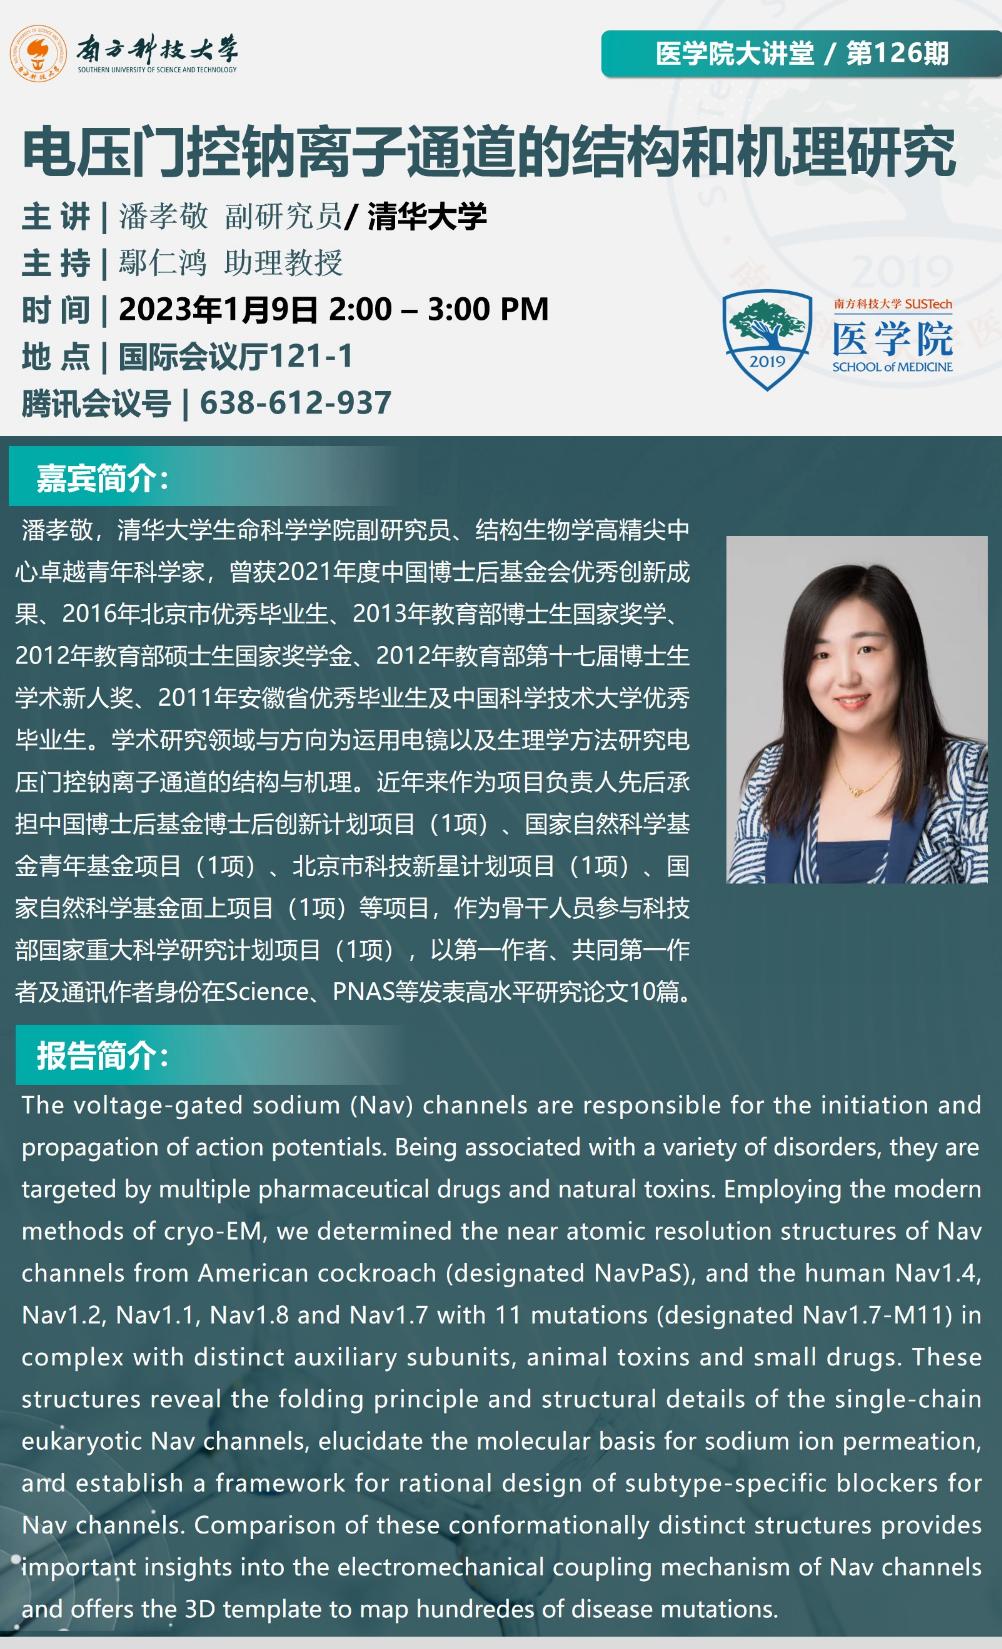 南方科技大学
SOUTHERN UNIVERSITY OF SCIENCE AND TECHNOLOGY
医学院大讲堂 / 第126期
电压门控钠离子通道的结构和机理研究
主 讲 | 潘孝敬 副研究员/ 清华大学
主 持 | 鄢仁鸿 助理教授
时 间 | 2023年1月9日 2:00 – 3:00 PM
地 点 | 国际会议厅121-1
腾讯会议号 | 638-612-937
2019
南方科技大学 SUSTech
医学院
SCHOOL of MEDICINE
2019
嘉宾简介：
潘孝敬，清华大学生命科学学院副研究员、结构生物学高精尖中
心卓越青年科学家，曾获2021年度中国博士后基金会优秀创新成
果、2016年北京市优秀毕业生、2013年教育部博士生国家奖学、
2012年教育部硕士生国家奖学金、2012年教育部第十七届博士生
学术新人奖、2011年安徽省优秀毕业生及中国科学技术大学优秀
毕业生。学术研究领域与方向为运用电镜以及生理学方法研究电
压门控钠离子通道的结构与机理。近年来作为项目负责人先后承
担中国博士后基金博士后创新计划项目（1项）、国家自然科学基
金青年基金项目（1项）、北京市科技新星计划项目（1项）、国
家自然科学基金面上项目（1项）等项目，作为骨干人员参与科技
部国家重大科学研究计划项目（1项），以第一作者、共同第一作
者及通讯作者身份在Science、PNAS等发表高水平研究论文10篇。
报告简介：
The voltage-gated sodium (Nav) channels are responsible for the initiation and
propagation of action potentials. Being associated with a variety of disorders, they are
targeted by multiple pharmaceutical drugs and natural toxins. Employing the modern
methods of cryo-EM, we determined the near atomic resolution structures of Nav
channels from American cockroach (designated NavPaS), and the human Nav1.4,
Nav1.2, Nav1.1, Nav1.8 and Nav1.7 with 11 mutations (designated Nav1.7-M11) in
complex with distinct auxiliary subunits, animal toxins and small drugs. These
structures reveal the folding principle and structural details of the single-chain
eukaryotic Nav channels, elucidate the molecular basis for sodium ion permeation,
and establish a framework for rational design of subtype-specific blockers for
Nav channels. Comparison of these conformationally distinct structures provides
important insights into the electromechanical coupling mechanism of Nav channels
and offers the 3D template to map hundredes of disease mutations.